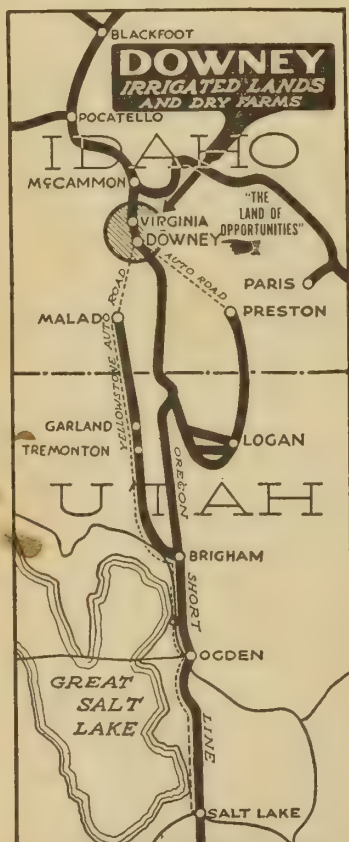 BLACKFOOT
DOWNEY
IRRIGATED LANDS
AND DRY FARMS
POCATELLO
IDAHO
McCAMMON
"THE
LAND OF
OPPORTUNITIES"
VIRGINIA
DOWNEY
AUTO ROAD
PARIS
PRESTON
MALAD
YELLOWSTONE AUTO ROAD
GARLAND
TREMONTON
LOGAN
UTAH
OREGON
SHORT
LINE
BRIGHAM
OGDEN
GREAT
SALT
LAKE
SALT LAKE